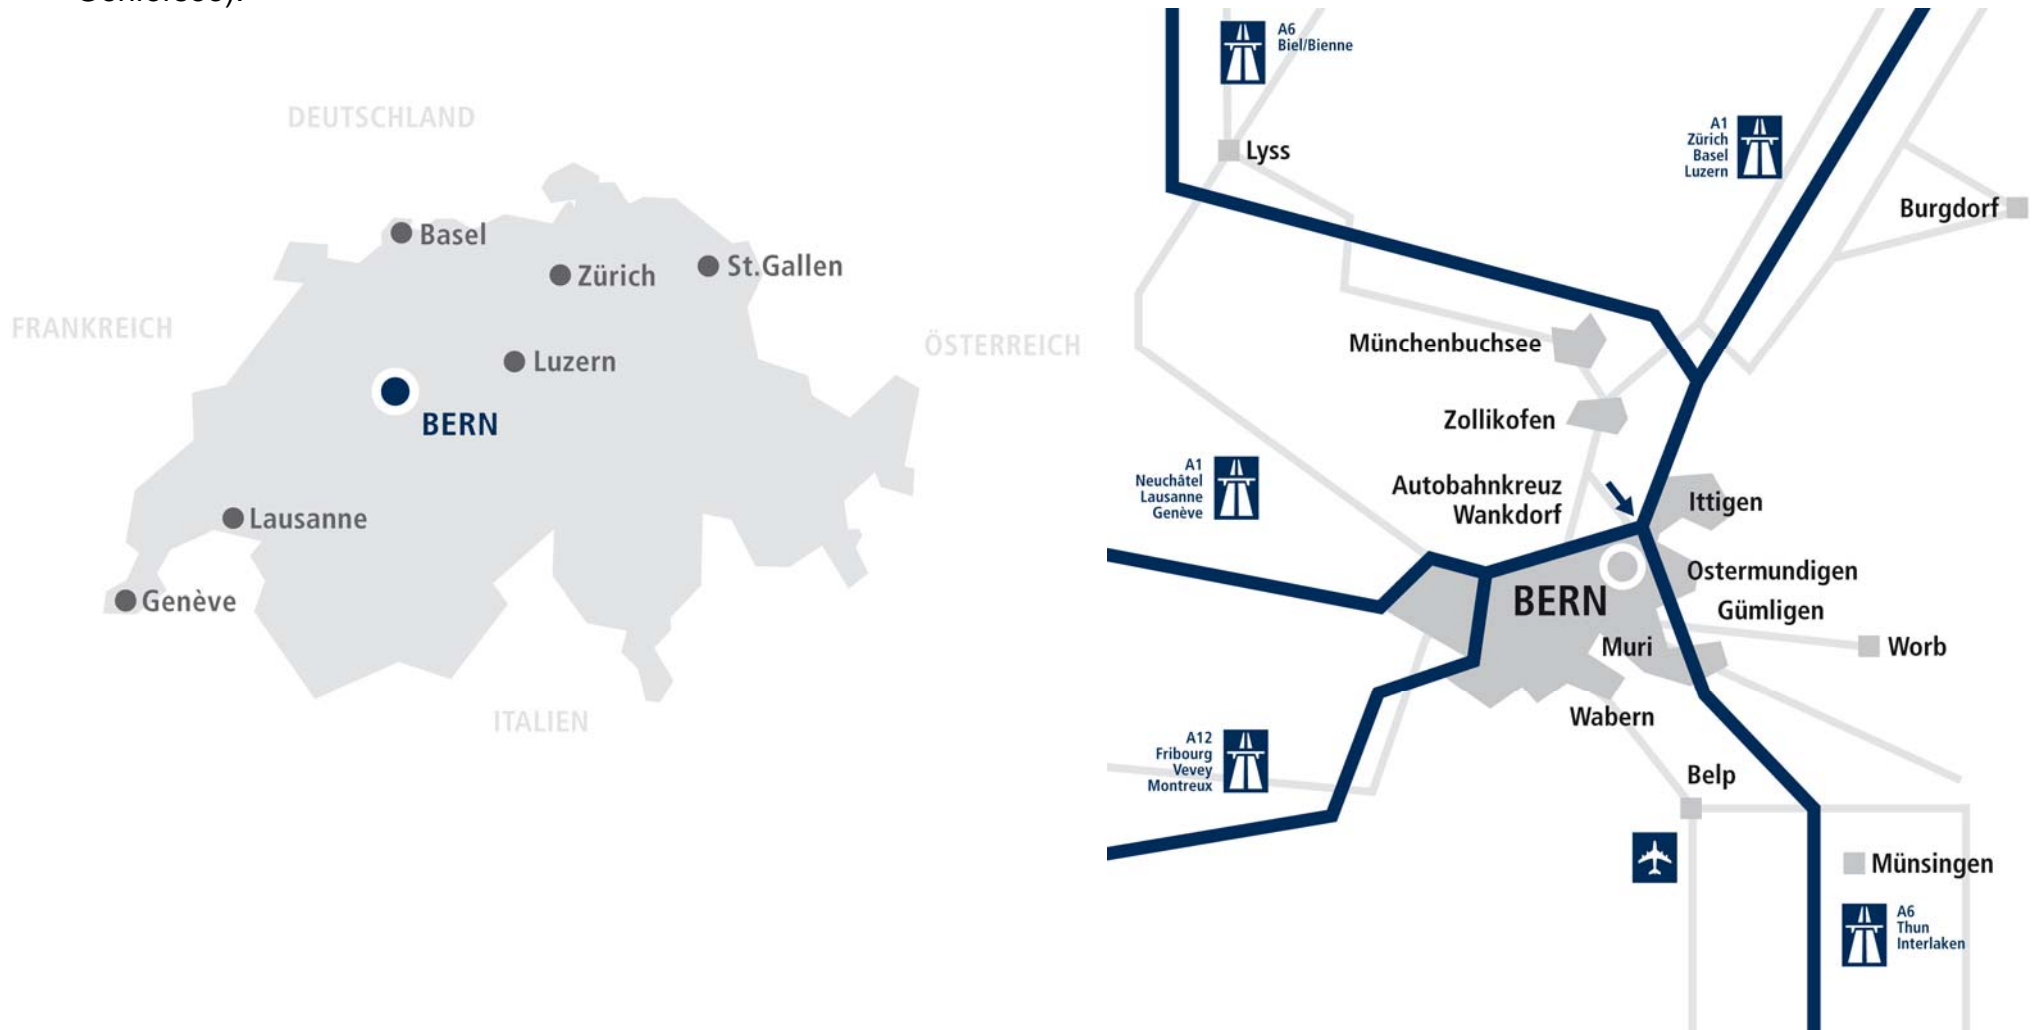 DEUTSCHLAND
Basel
Zürich
St.Gallen
FRANKREICH
ÖSTERREICH
Luzern
BERN
Lausanne
Genève
ITALIEN
A6
Biel/Bienne
Lyss
A1
Zürich
Basel
Luzern
Burgdorf
Münchenbuchsee
Zollikofen
A1
Neuchâtel
Lausanne
Genève
Autobahnkreuz
Wankdorf
Ittigen
Ostermundigen
BERN
Gümligen
Muri
Worb
Wabern
A12
Fribourg
Vevey
Montreux
Belp
Münsingen
A6
Thun
Interlaken